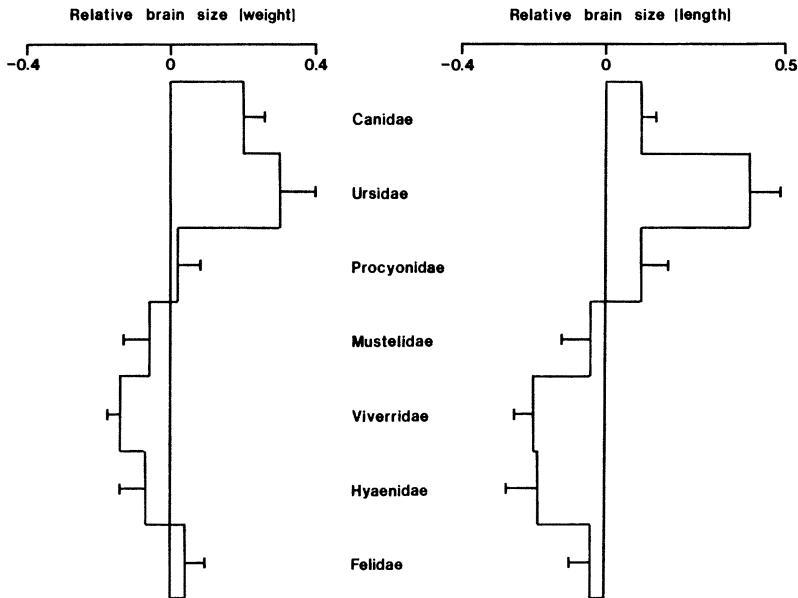 Relative brain size (weight)
Relative brain size (length)
-0.4 0 0.4
-0.4 0 0.5
Canidae
Ursidae
Procyonidae
Mustelidae
Viverridae
Hyaenidae
Felidae